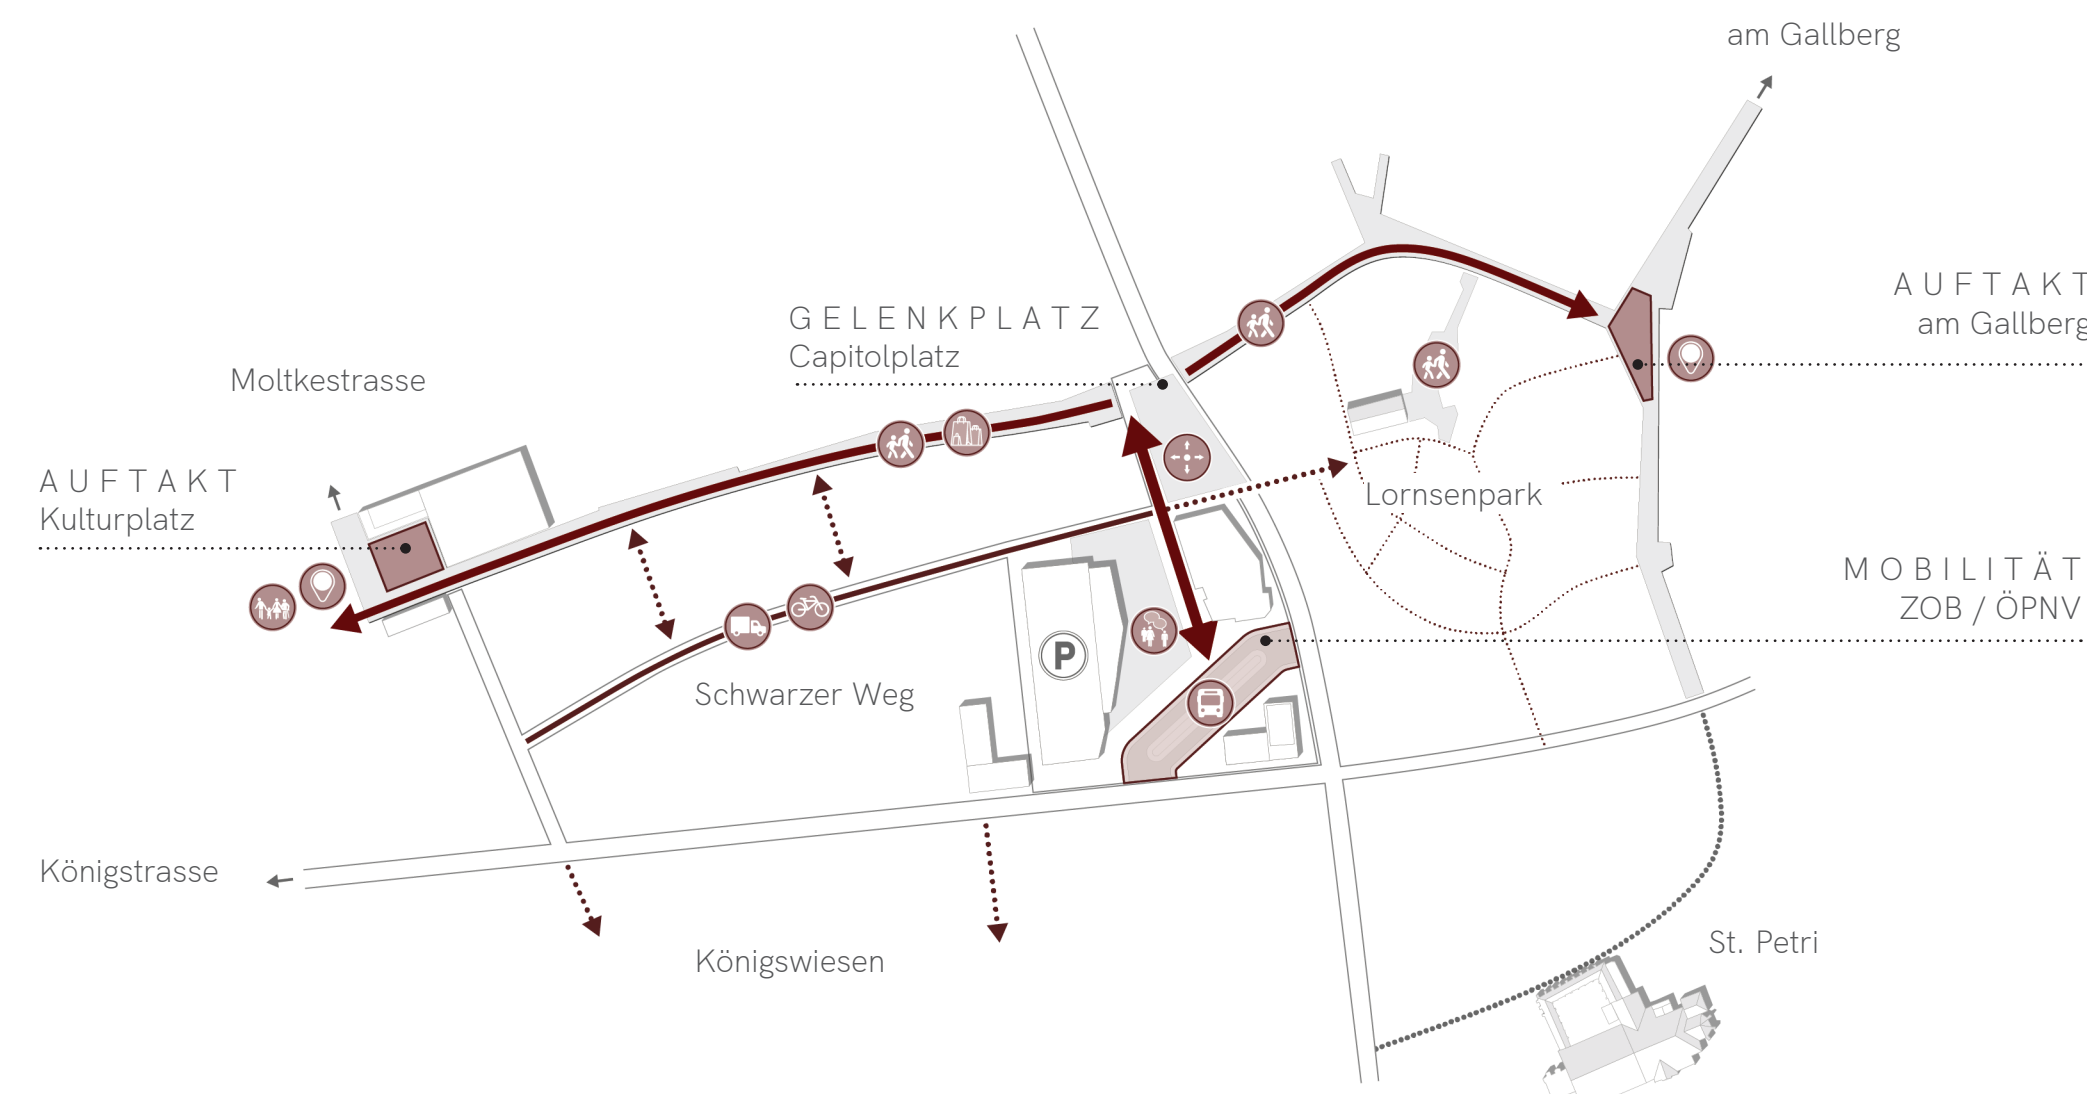 am Gallberg
AUFTAKT
am Gallberg
GELENKPLATZ
Capitolplatz
Moltkestrasse
AUFTAKT
Kulturplatz
Lornsenpark
MOBILITÄT
ZOB / ÖPNV
P
Schwarzer Weg
Königstrasse
Königswiesen
St. Petri